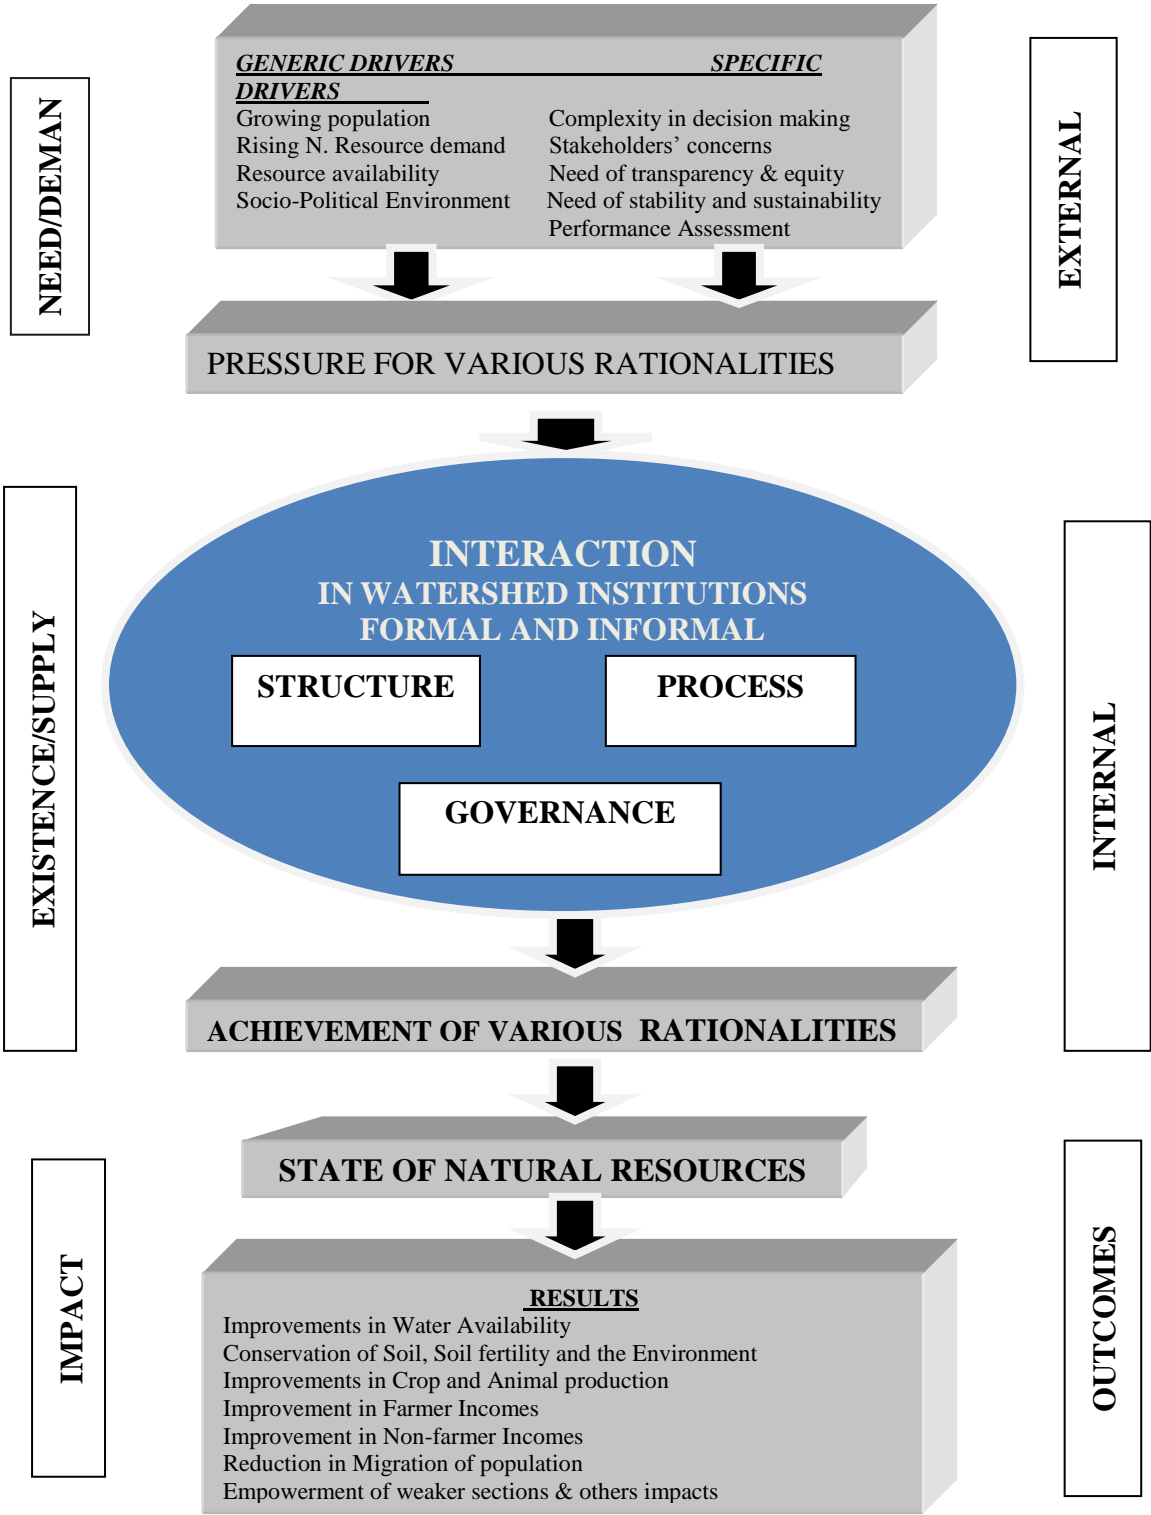 GENERIC DRIVERS SPECIFIC
DRIVERS
Growing population Complexity in decision making
Rising N. Resource demand Stakeholders’ concerns
Resource availability Need of transparency & equity
Socio-Political Environment Need of stability and sustainability
Performance Assessment
NEED/DEMAN
EXTERNAL
PRESSURE FOR VARIOUS RATIONALITIES
INTERACTION
IN WATERSHED INSTITUTIONS
FORMAL AND INFORMAL
STRUCTURE
PROCESS
GOVERNANCE
EXISTENCE/SUPPLY
INTERNAL
ACHIEVEMENT OF VARIOUS RATIONALITIES
STATE OF NATURAL RESOURCES
IMPACT
OUTCOMES
RESULTS
Improvements in Water Availability
Conservation of Soil, Soil fertility and the Environment
Improvements in Crop and Animal production
Improvement in Farmer Incomes
Improvement in Non-farmer Incomes
Reduction in Migration of population
Empowerment of weaker sections & others impacts